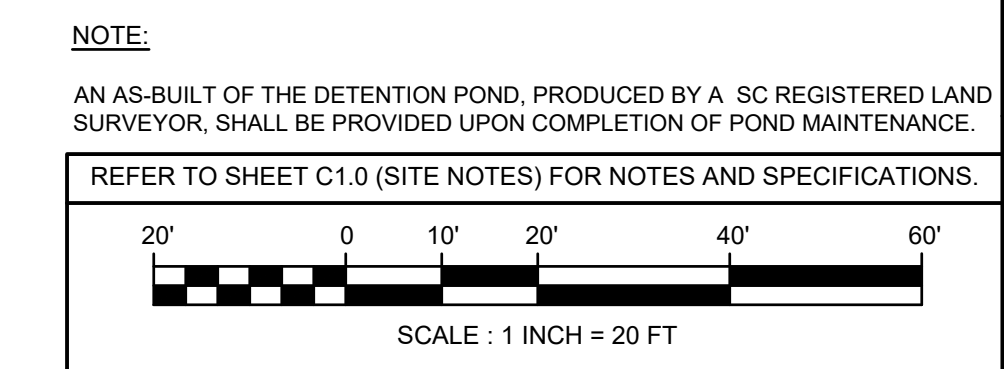 NOTE:
AN AS-BUILT OF THE DETENTION POND, PRODUCED BY A SC REGISTERED LAND
SURVEYOR, SHALL BE PROVIDED UPON COMPLETION OF POND MAINTENANCE.
REFER TO SHEET C1.0 (SITE NOTES) FOR NOTES AND SPECIFICATIONS.
20' 0 10' 20' 40' 60'
SCALE : 1 INCH = 20 FT